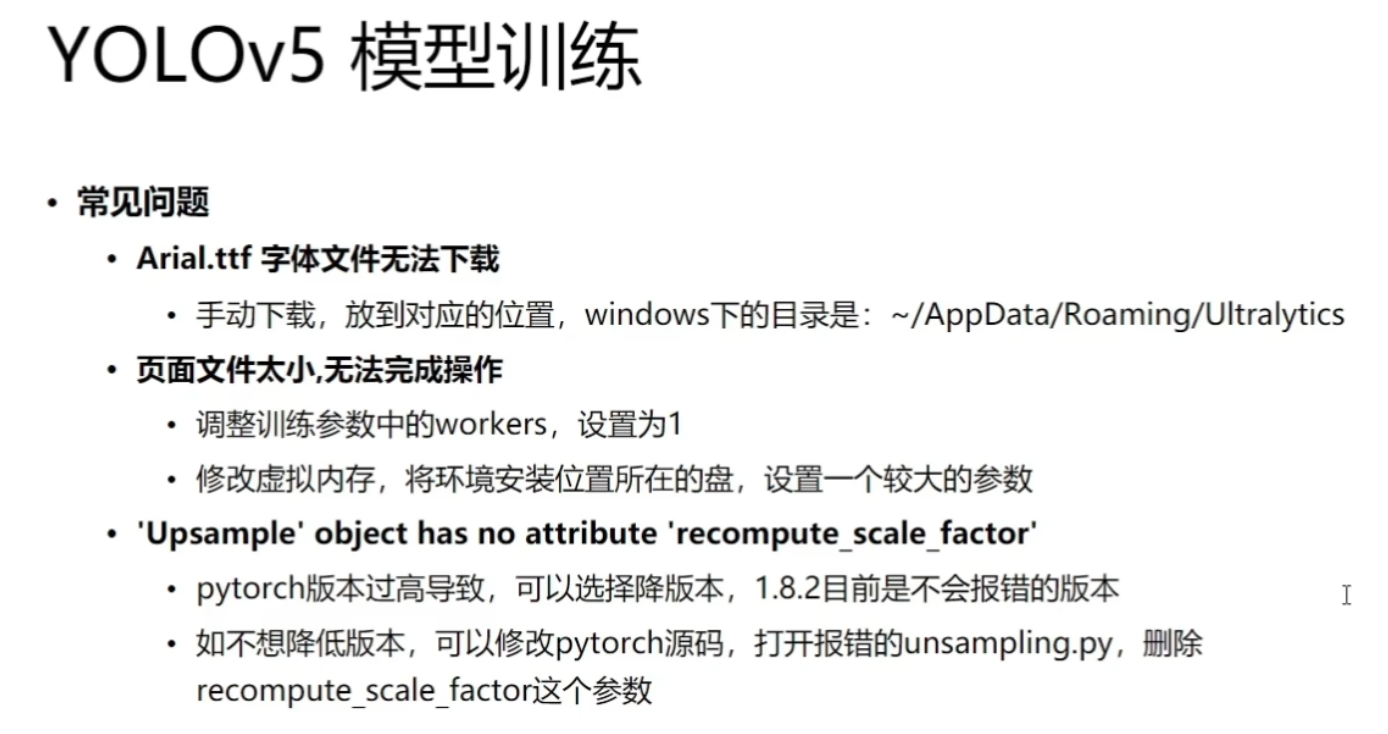 YOLOv5 模型训练
• 常见问题
• Arial.ttf 字体文件无法下载
• 手动下载，放到对应的位置，windows下的目录是：~/AppData/Roaming/Ultralytics
• 页面文件太小,无法完成操作
• 调整训练参数中的workers，设置为1
• 修改虚拟内存，将环境安装位置所在的盘，设置一个较大的参数
• 'Upsample' object has no attribute 'recompute_scale_factor'
• pytorch版本过高导致，可以选择降版本，1.8.2目前是不会报错的版本
• 如不想降低版本，可以修改pytorch源码，打开报错的unsampling.py，删除
recompute_scale_factor这个参数